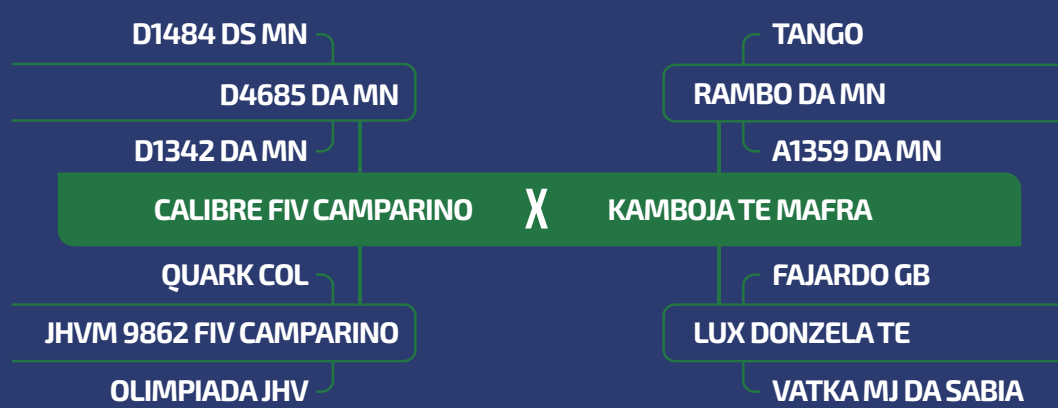 D1484 DS MN
TANGO
D4685 DA MN
RAMBO DA MN
D1342 DA MN
A1359 DA MN
CALIBRE FIV CAMPARINO X KAMBOJA TE MAFRA
QUARK COL
FAJARDO GB
JHVM 9862 FIV CAMPARINO
LUX DONZELA TE
OLIMPIADA JHV
VATKA MJ DA SABIA